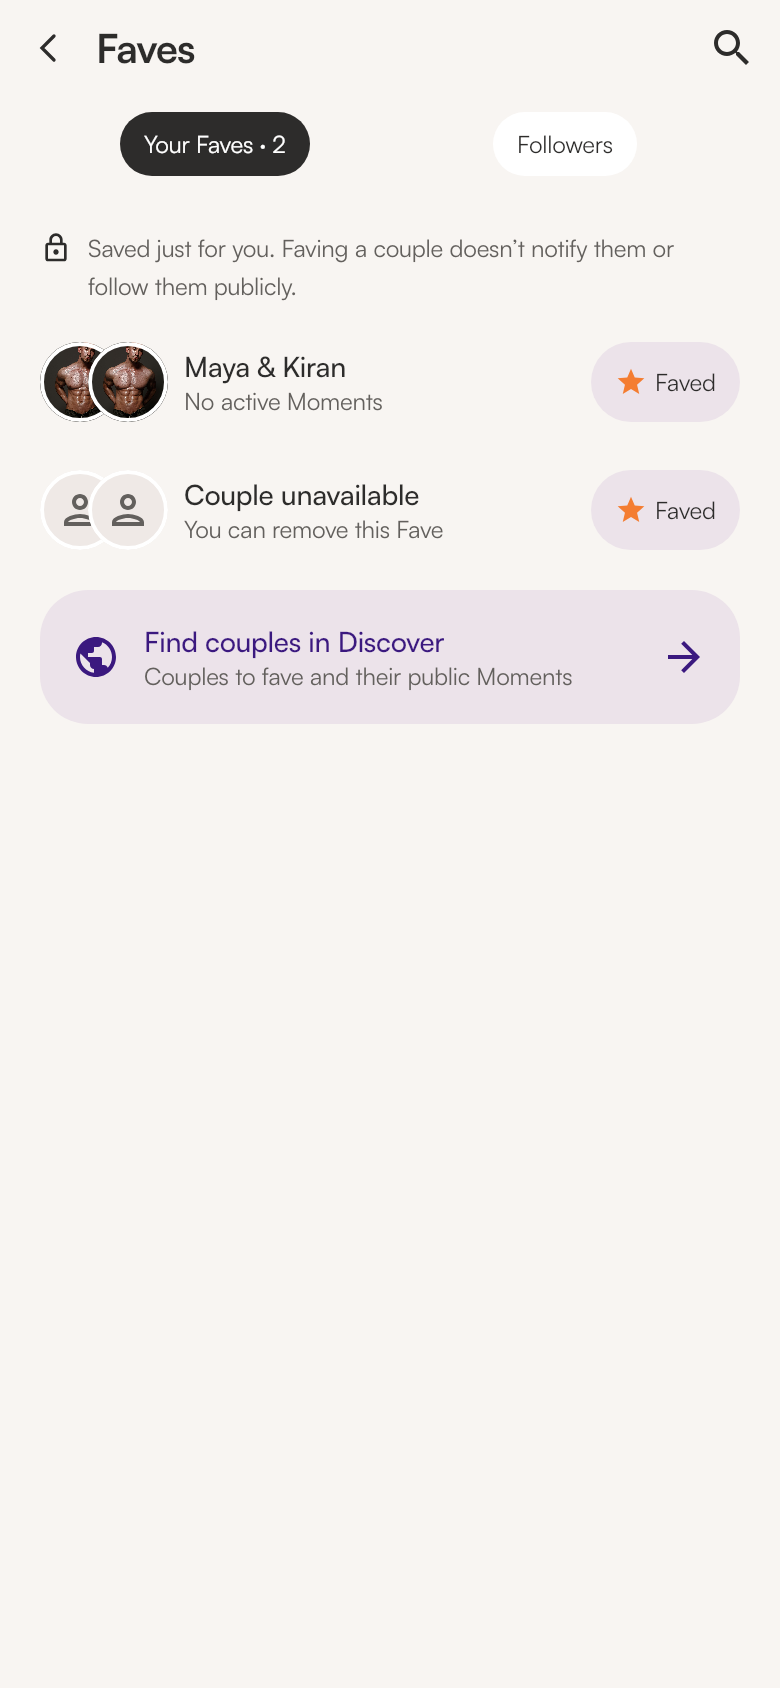 Faves
Your Faves · 2
Followers
Saved just for you. Faving a couple doesn’t notify them or
follow them publicly.
Maya & Kiran
No active Moments
Faved
Couple unavailable
You can remove this Fave
Faved
Find couples in Discover
Couples to fave and their public Moments